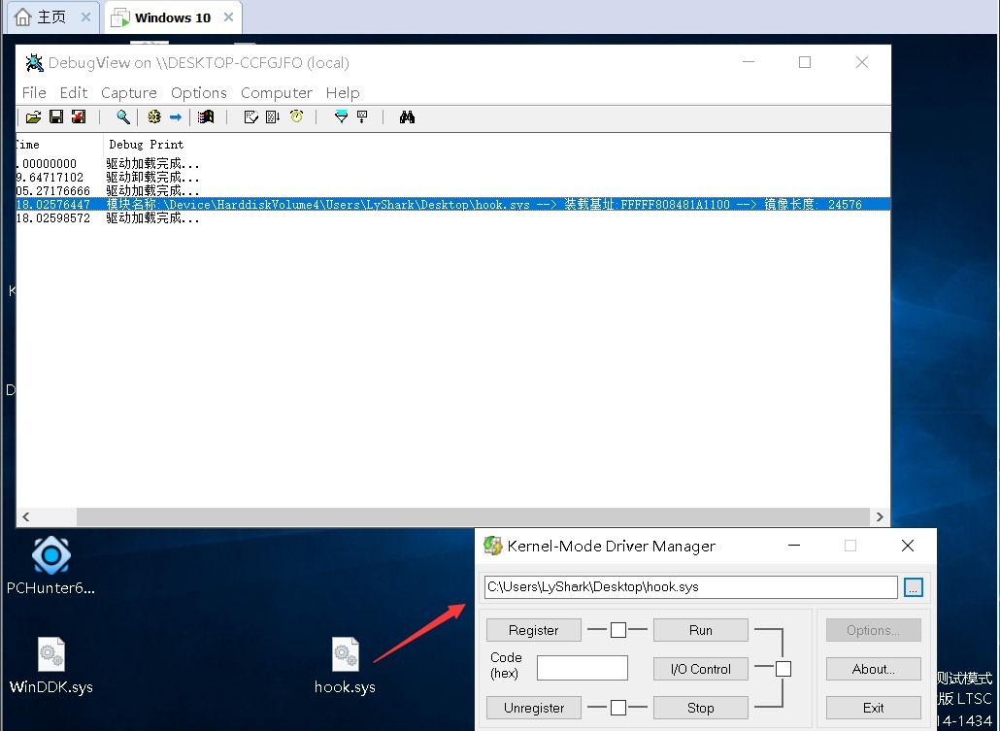 主页
Windows 10
DebugView on \\DESKTOP-CCFGJFO (local)
File Edit Capture Options Computer Help
Time Debug Print
.00000000 驱动加载完成...
9.64717102 驱动卸载完成...
05.27176666 驱动加载完成...
18.02576447 模块名称:\Device\HarddiskVolume4\Users\LyShark\Desktop\hook.sys --> 装载基址:FFFFF808481A1100 --> 镜像长度: 24576
18.02598572 驱动加载完成...
K
D
PCHunter6...
WinDDK.sys
hook.sys
Kernel-Mode Driver Manager
C:\Users\LyShark\Desktop\hook.sys
...
Register Run Options...
Code (hex) I/O Control About...
Unregister Stop Exit
测试模式
版 LTSC
14-1434